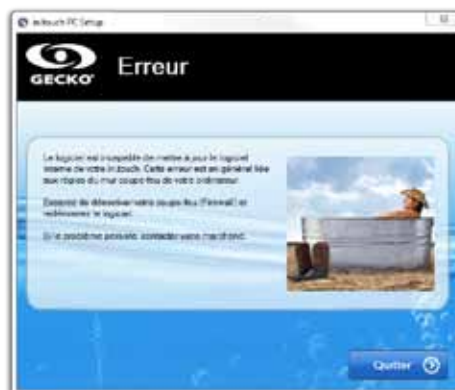 in.touch PC Setup
GECKO
Erreur
Le logiciel est incapable de mettre à jour le logiciel
interne de votre in.touch. Cette erreur est en général liée
aux règles du mur coupe-feu de votre ordinateur.
Essayez de désactiver votre coupe-feu (Firewall) et
redémarrez le logiciel.
Si le problème persiste, contactez votre marchand.
Quitter